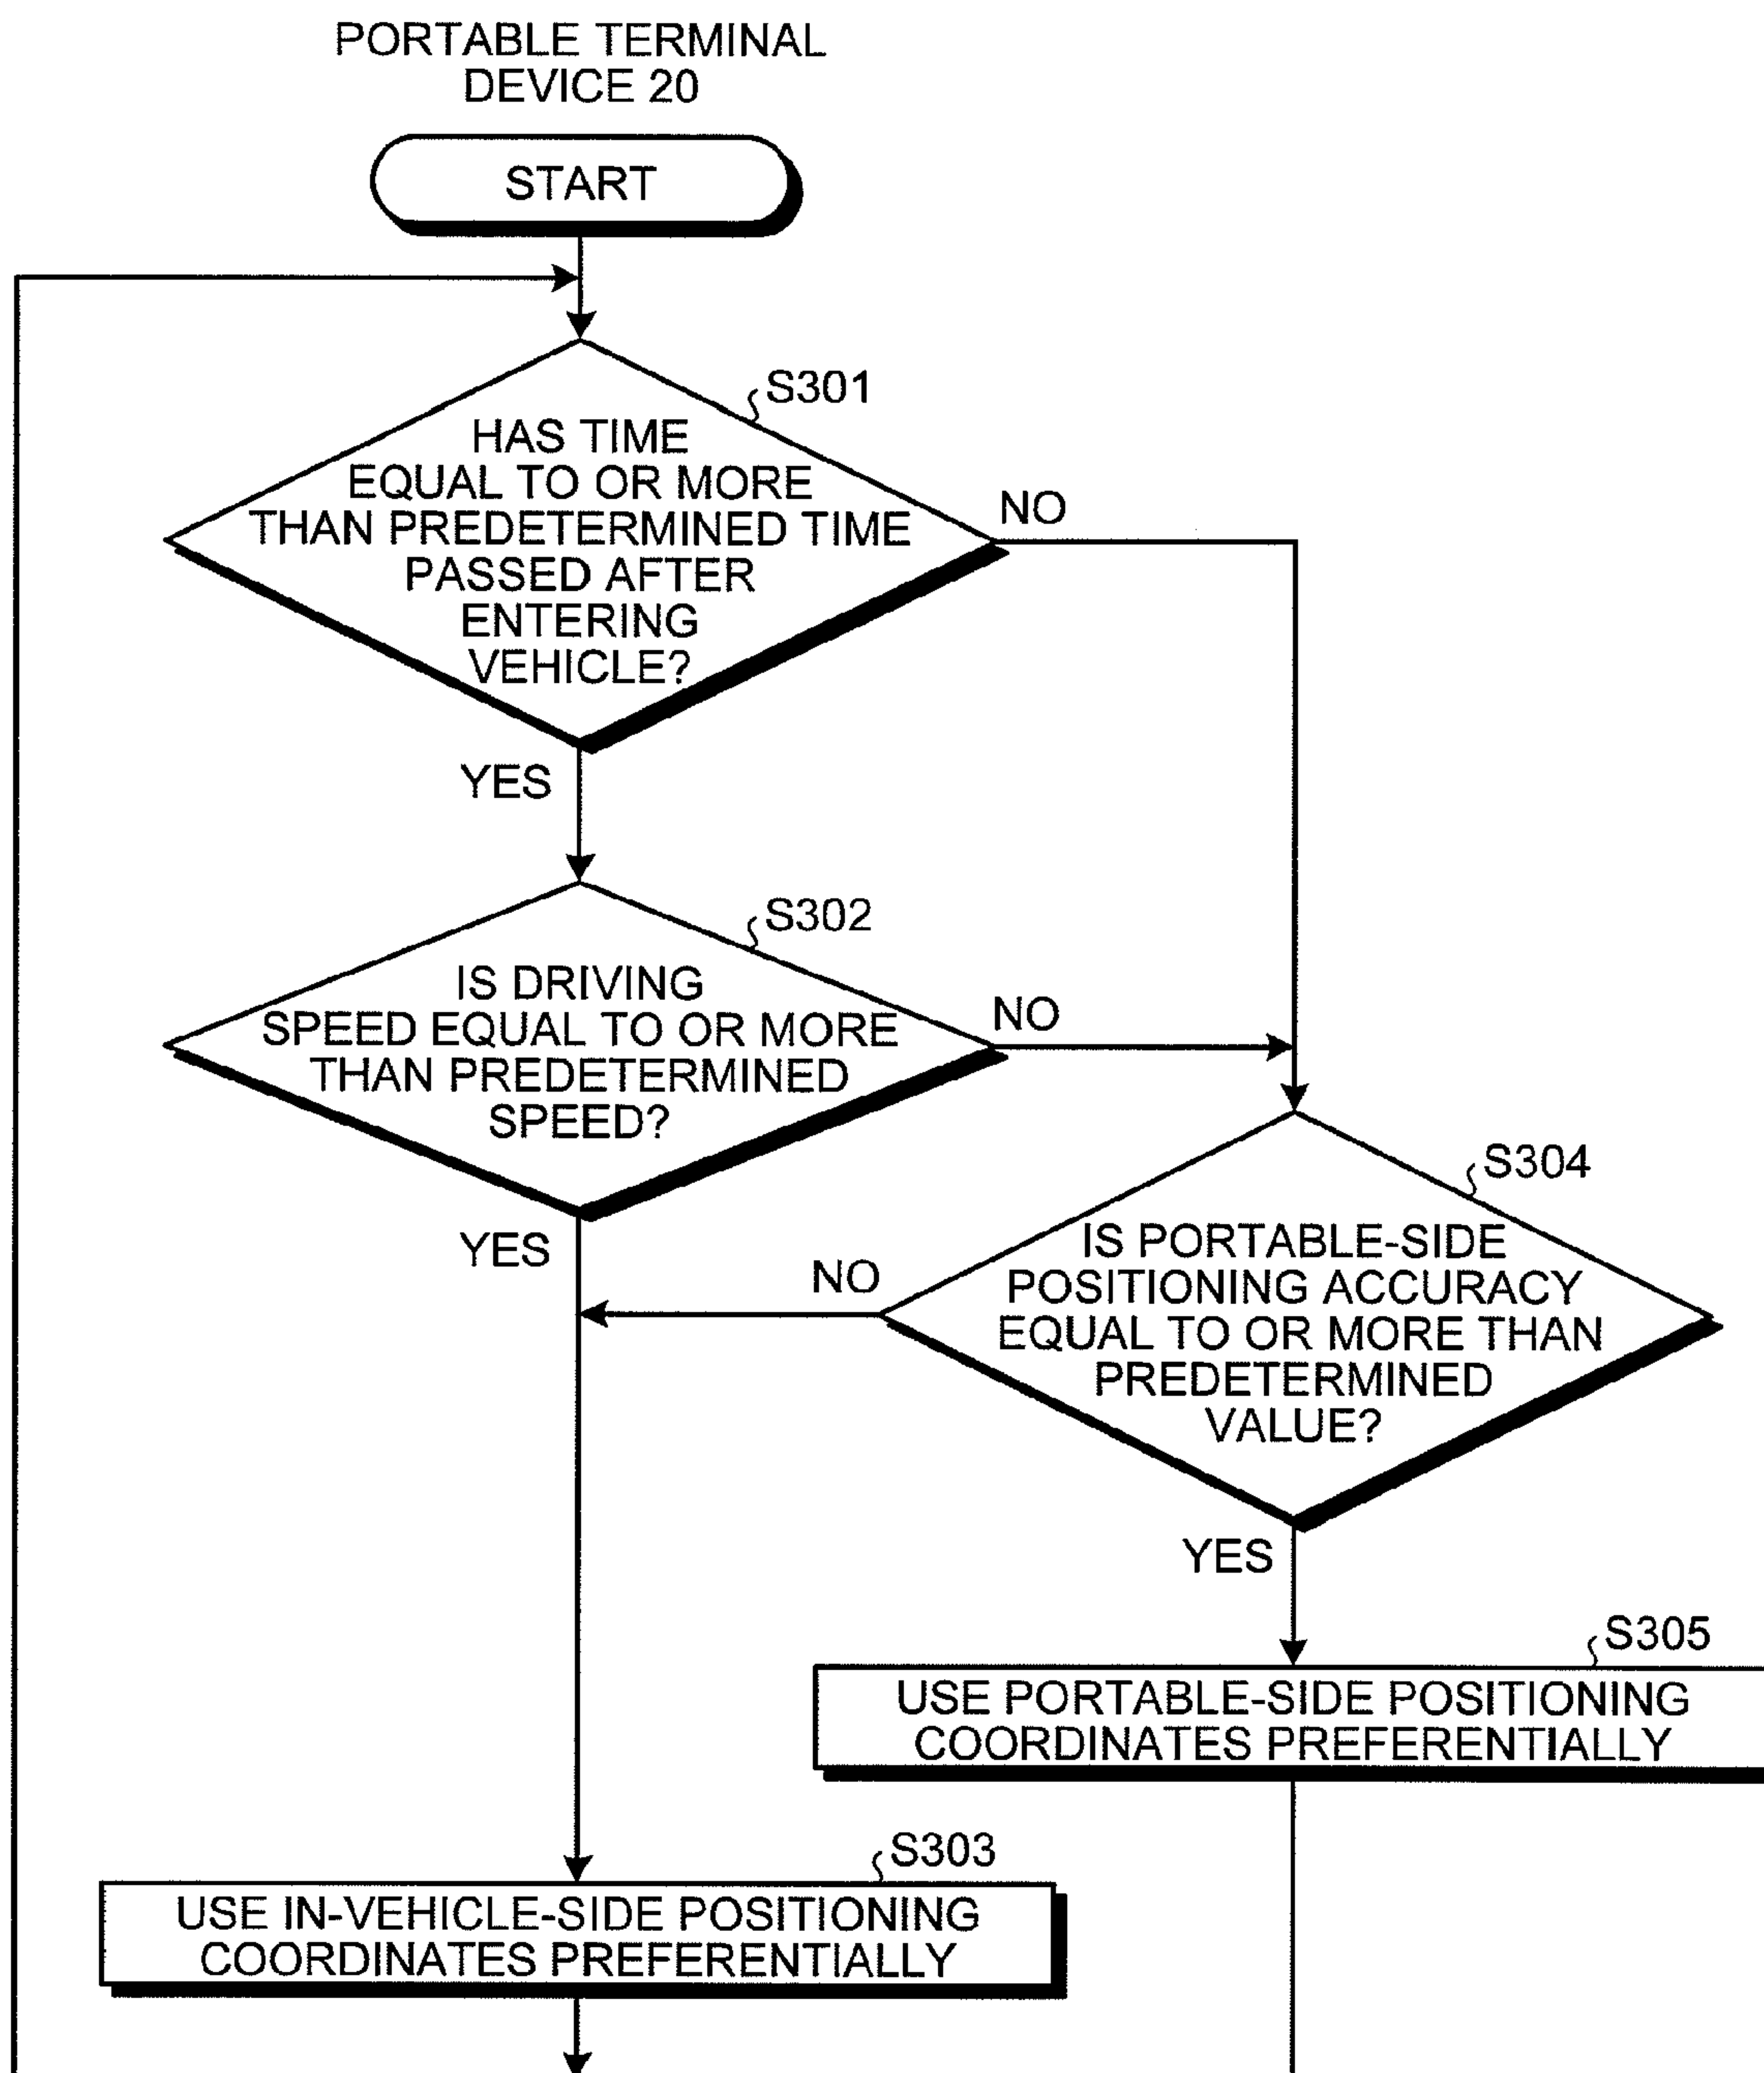 PORTABLE TERMINAL
DEVICE 20
START
S301
HAS TIME
EQUAL TO OR MORE
THAN PREDETERMINED TIME
PASSED AFTER
ENTERING
VEHICLE?
NO
YES
S302
IS DRIVING
SPEED EQUAL TO OR MORE
THAN PREDETERMINED
SPEED?
NO
YES
S304
IS PORTABLE-SIDE
POSITIONING ACCURACY
EQUAL TO OR MORE THAN
PREDETERMINED
VALUE?
NO
YES
S305
USE PORTABLE-SIDE POSITIONING
COORDINATES PREFERENTIALLY
S303
USE IN-VEHICLE-SIDE POSITIONING
COORDINATES PREFERENTIALLY